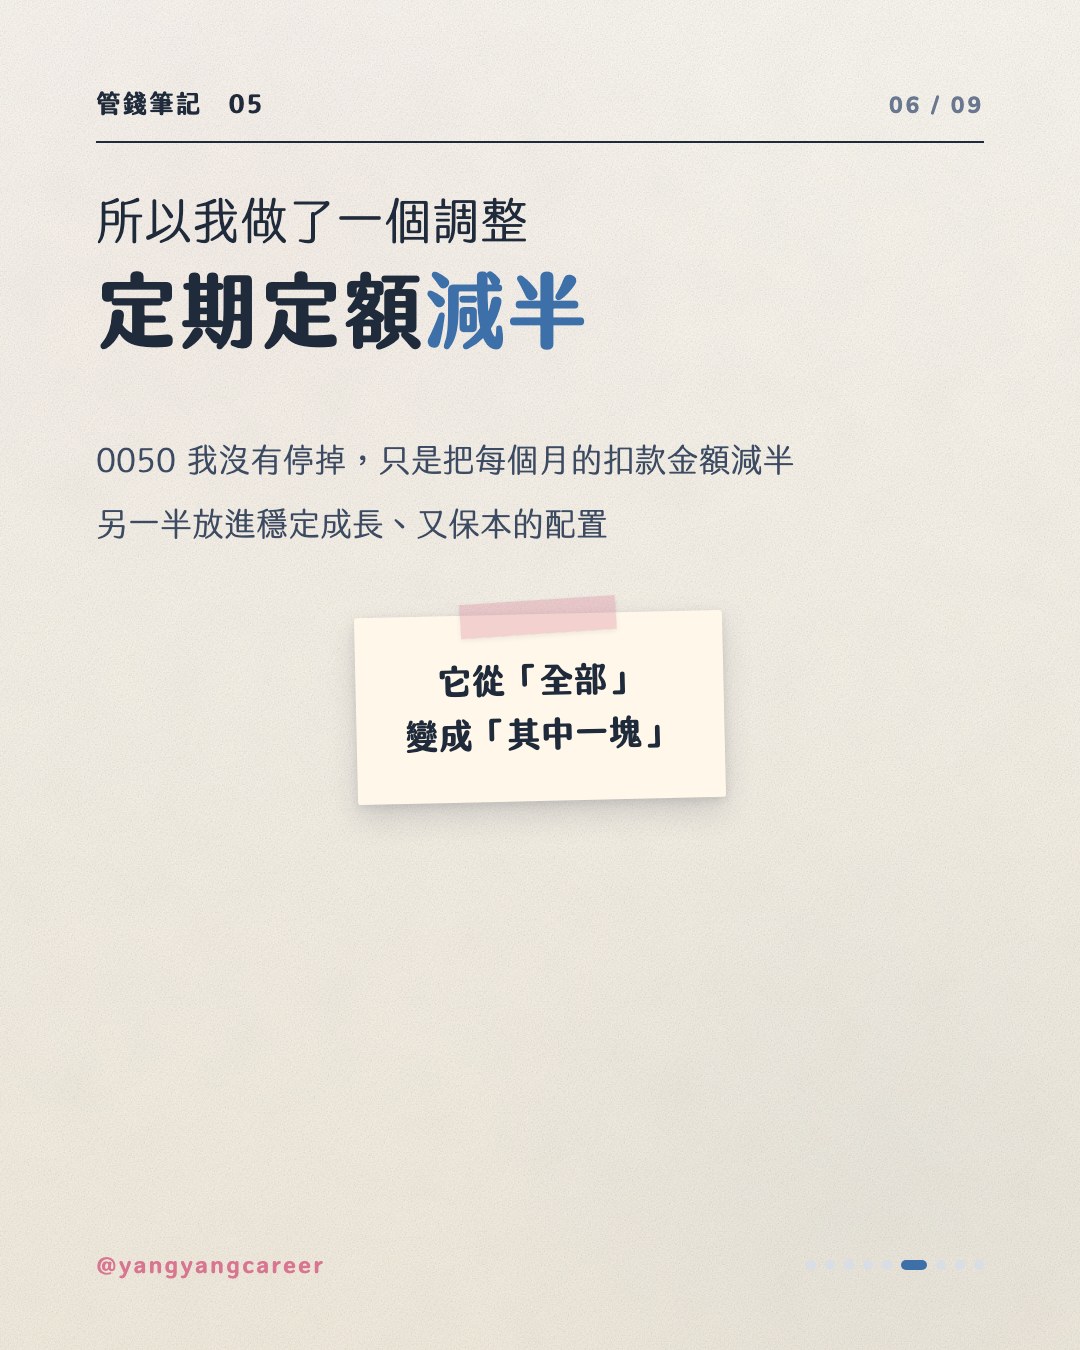 管錢筆記 05
06 / 09
所以我做了一個調整
定期定額減半
0050 我沒有停掉，只是把每個月的扣款金額減半
另一半放進穩定成長、又保本的配置
它從「全部」
變成「其中一塊」
@yangyangcareer